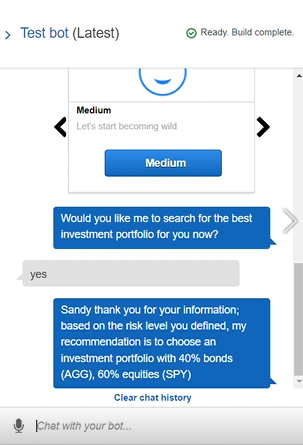 Test bot (Latest)
Ready. Build complete.
Medium
Let's start becoming wild
Medium
Would you like me to search for the best
investment portfolio for you now?
yes
Sandy thank you for your information;
based on the risk level you defined, my
recommendation is to choose an
investment portfolio with 40% bonds
(AGG), 60% equities (SPY)
Clear chat history
Chat with your bot...